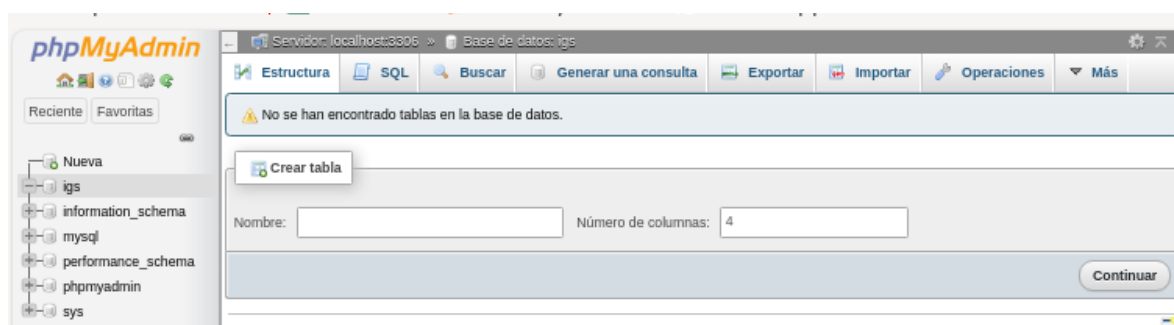 phpMyAdmin
Reciente Favoritas
Nueva
igs
information_schema
mysql
performance_schema
phpmyadmin
sys
Servidor: localhost:3306 » Base de datos: igs
Estructura SQL Buscar Generar una consulta Exportar Importar Operaciones Más
No se han encontrado tablas en la base de datos.
Crear tabla
Nombre: Número de columnas: 4
Continuar